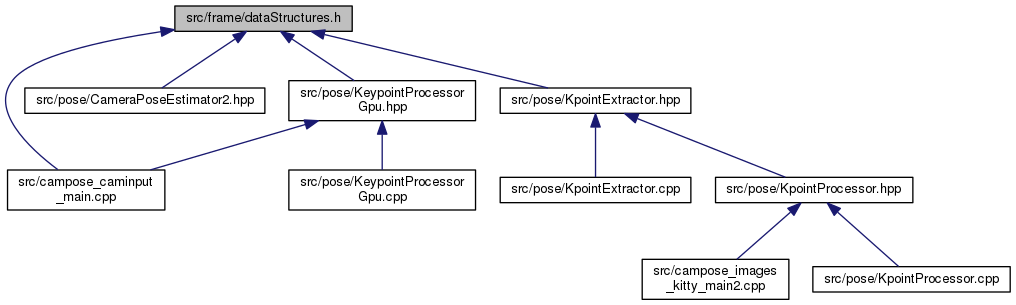 src/frame/dataStructures.h
src/pose/CameraPoseEstimator2.hpp
src/pose/KeypointProcessor
Gpu.hpp
src/pose/KpointExtractor.hpp
src/campose_caminput
_main.cpp
src/pose/KeypointProcessor
Gpu.cpp
src/pose/KpointExtractor.cpp
src/pose/KpointProcessor.hpp
src/campose_images
_kitty_main2.cpp
src/pose/KpointProcessor.cpp